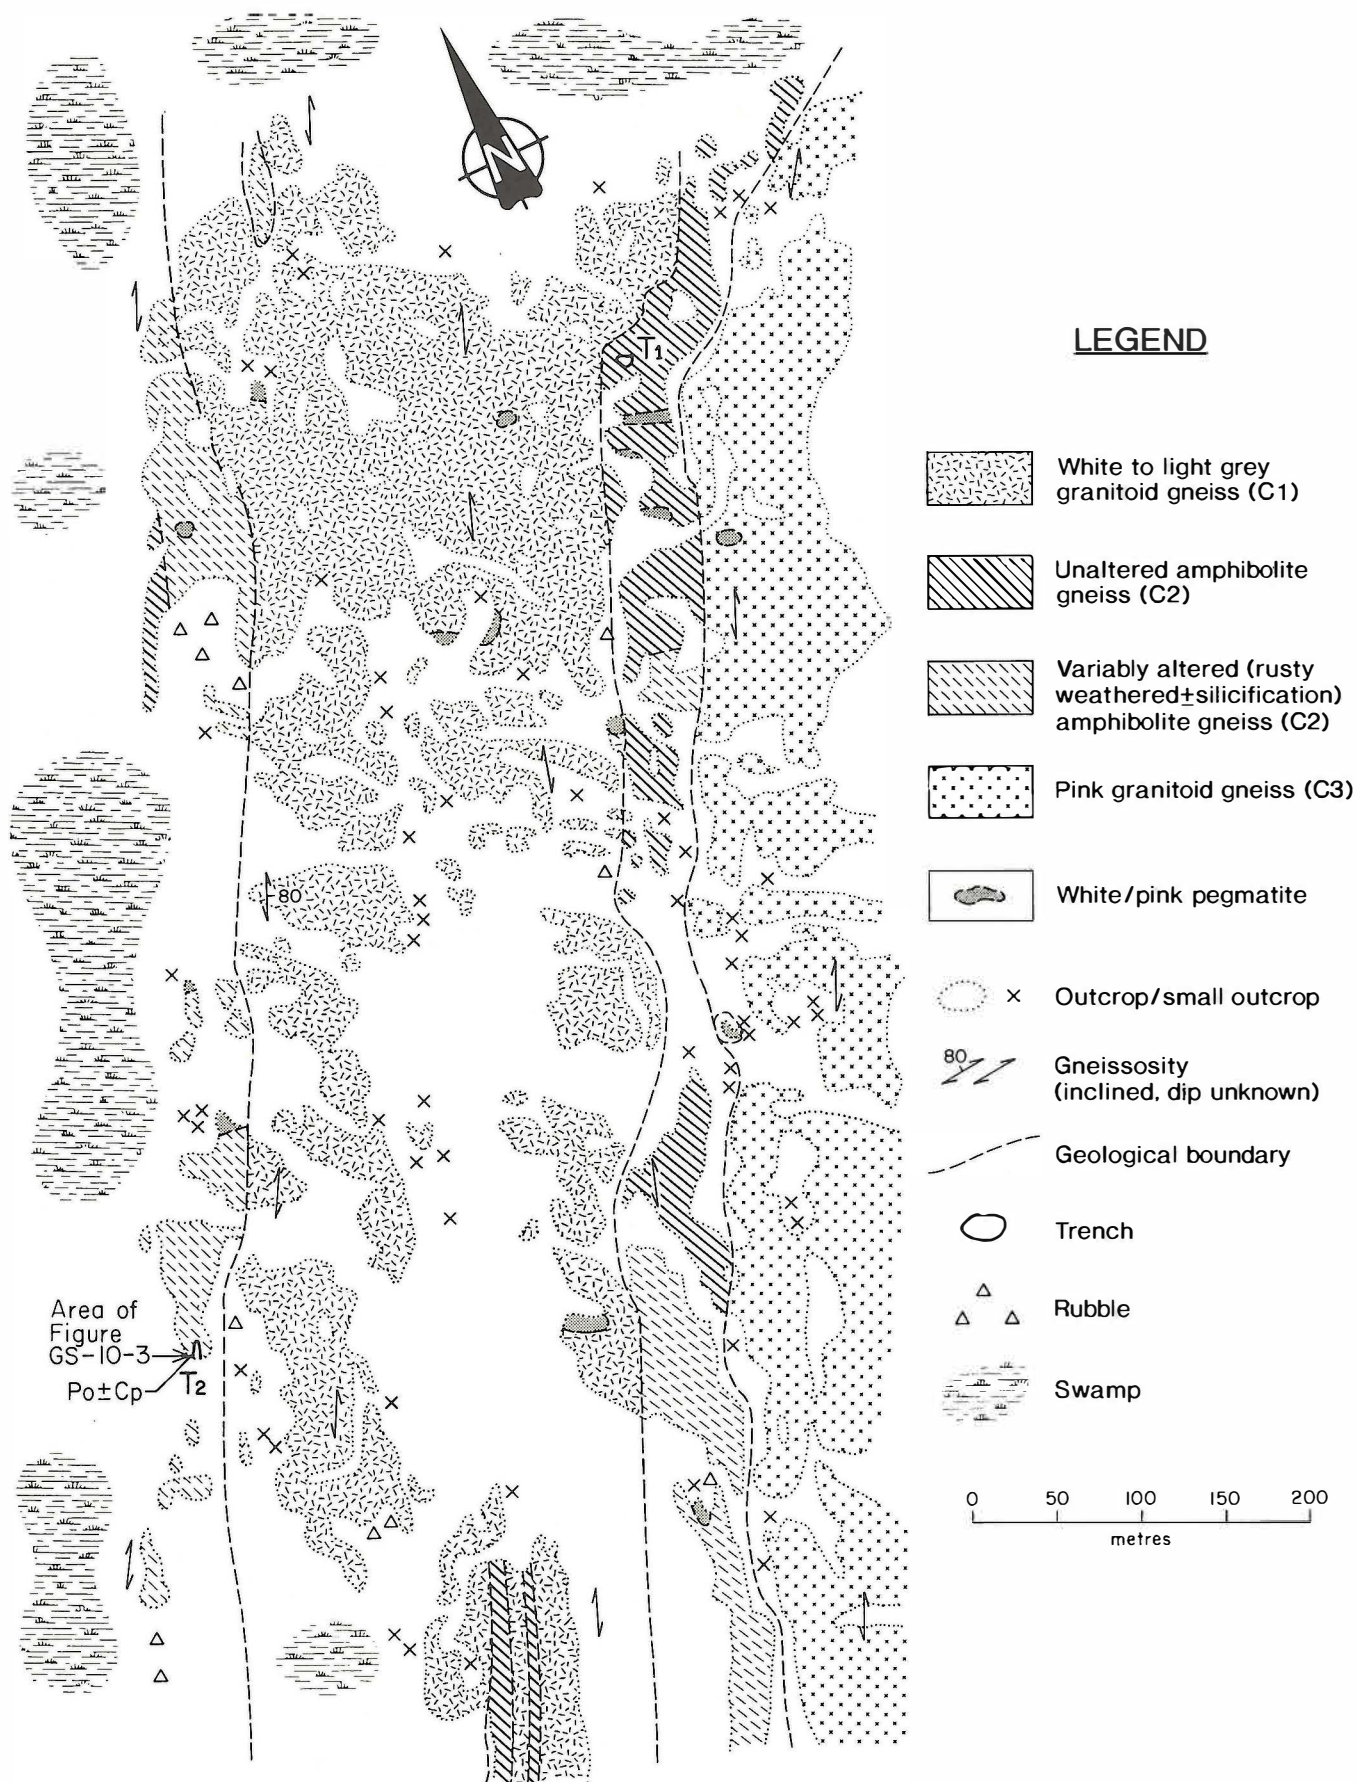 N
T1
80
Area of
Figure
GS-10-3
Po±Cp
T2
LEGEND
White to light grey
granitoid gneiss (C1)
Unaltered amphibolite
gneiss (C2)
Variably altered (rusty
weathered±silicification)
amphibolite gneiss (C2)
Pink granitoid gneiss (C3)
White/pink pegmatite
Outcrop/small outcrop
80
Gneissosity
(inclined, dip unknown)
Geological boundary
Trench
Rubble
Swamp
0 50 100 150 200
metres